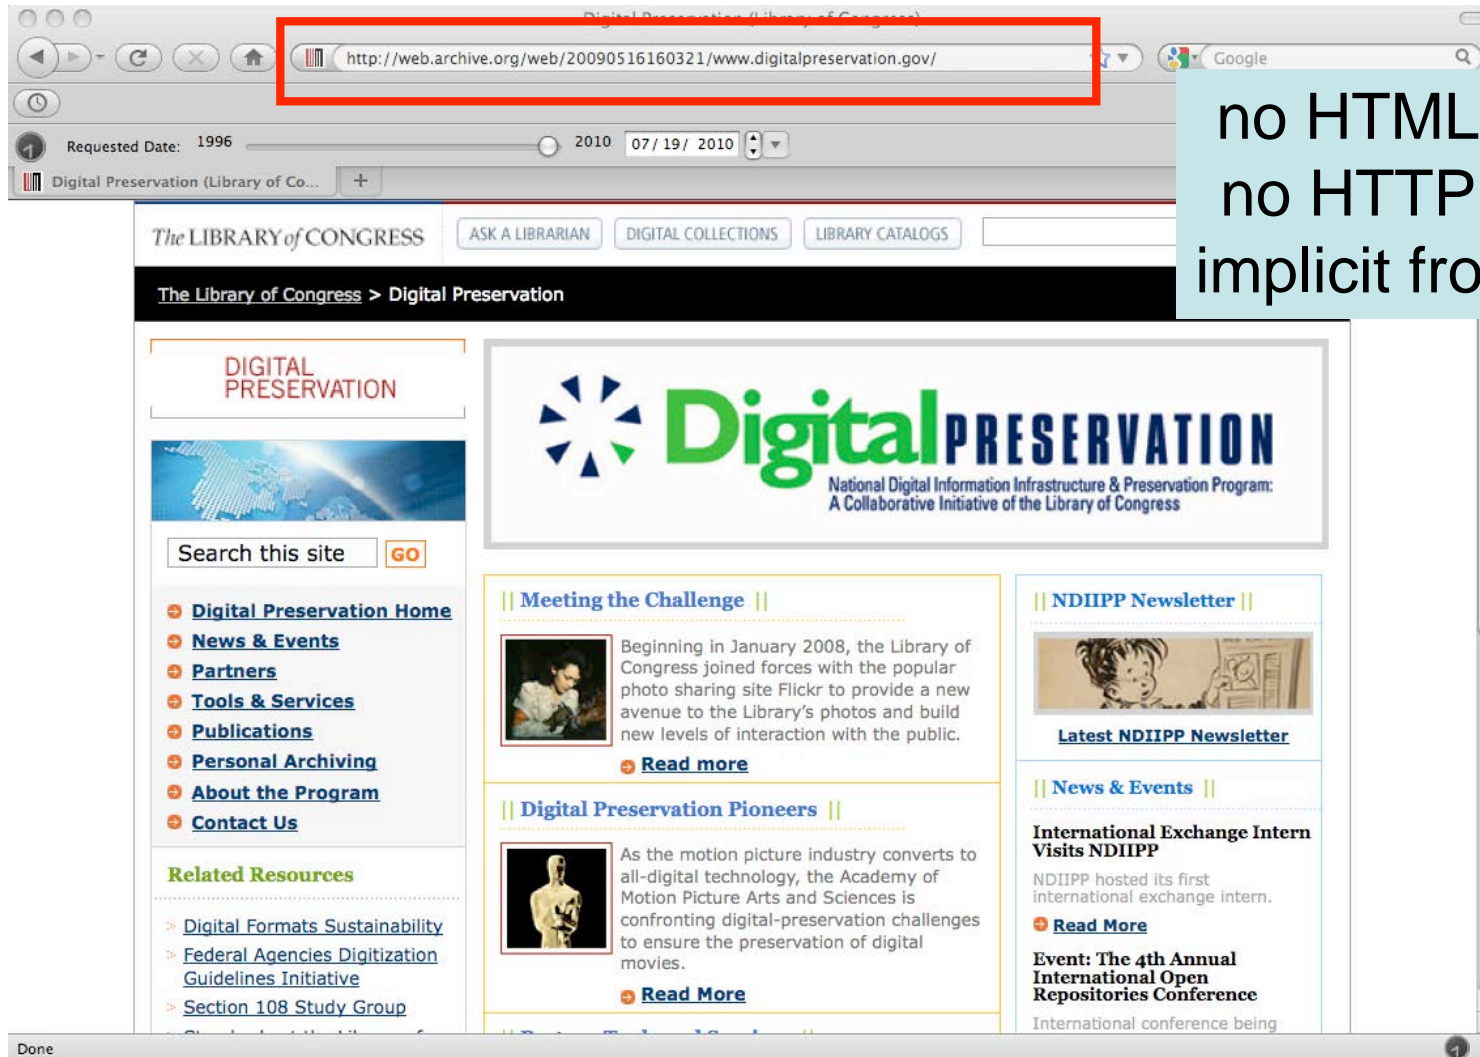 Digital Preservation (Library of Congress)
http://web.archive.org/web/20090516160321/www.digitalpreservation.gov/
Google
Requested Date: 1996
2010
07/19/ 2010
Digital Preservation (Library of Co...
+
no HTML
no HTTP
implicit fro
The LIBRARY of CONGRESS
ASK A LIBRARIAN
DIGITAL COLLECTIONS
LIBRARY CATALOGS
The Library of Congress > Digital Preservation
DIGITAL
PRESERVATION
Search this site
GO
Digital Preservation Home
News & Events
Partners
Tools & Services
Publications
Personal Archiving
About the Program
Contact Us
Related Resources
Digital Formats Sustainability
Federal Agencies Digitization
Guidelines Initiative
Section 108 Study Group
Digital PRESERVATION
National Digital Information Infrastructure & Preservation Program:
A Collaborative Initiative of the Library of Congress
|| Meeting the Challenge ||
Beginning in January 2008, the Library of
Congress joined forces with the popular
photo sharing site Flickr to provide a new
avenue to the Library's photos and build
new levels of interaction with the public.
Read more
|| Digital Preservation Pioneers ||
As the motion picture industry converts to
all-digital technology, the Academy of
Motion Picture Arts and Sciences is
confronting digital-preservation challenges
to ensure the preservation of digital
movies.
Read More
|| NDIIPP Newsletter ||
Latest NDIIPP Newsletter
|| News & Events ||
International Exchange Intern
Visits NDIIPP
NDIIPP hosted its first
international exchange intern.
Read More
Event: The 4th Annual
International Open
Repositories Conference
International conference being
Done